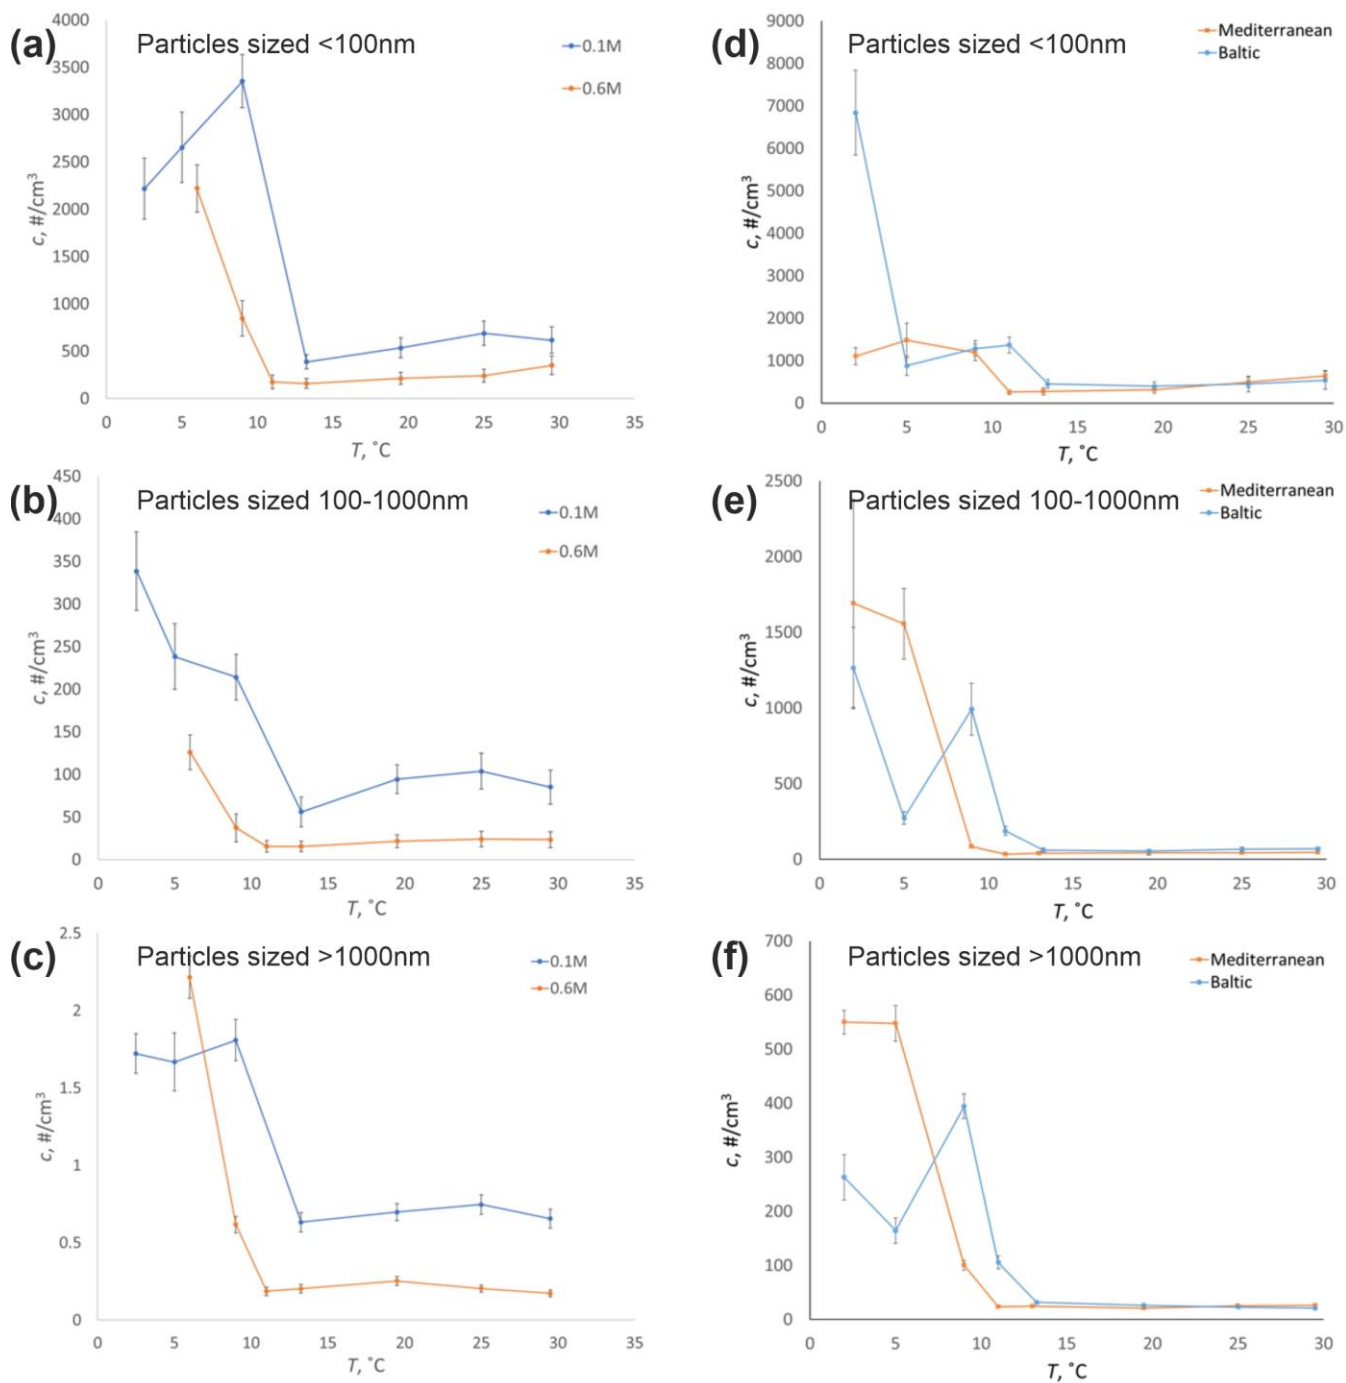 (a) Particles sized <100nm
0.1M
0.6M
4000
3500
3000
2500
2000
1500
1000
500
0
c, #/cm³
0 5 10 15 20 25 30 35
T, ˚C
(d) Particles sized <100nm
Mediterranean
Baltic
9000
8000
7000
6000
5000
4000
3000
2000
1000
0
c, #/cm³
0 5 10 15 20 25 30
T, ˚C
(b) Particles sized 100-1000nm
0.1M
0.6M
450
400
350
300
250
200
150
100
50
0
c, #/cm³
0 5 10 15 20 25 30 35
T, ˚C
(e) Particles sized 100-1000nm
Mediterranean
Baltic
2500
2000
1500
1000
500
0
c, #/cm³
0 5 10 15 20 25 30
T, ˚C
(c) Particles sized >1000nm
0.1M
0.6M
2.5
2
1.5
1
0.5
0
c, #/cm³
0 5 10 15 20 25 30 35
T, ˚C
(f) Particles sized >1000nm
Mediterranean
Baltic
700
600
500
400
300
200
100
0
c, #/cm³
0 5 10 15 20 25 30
T, ˚C